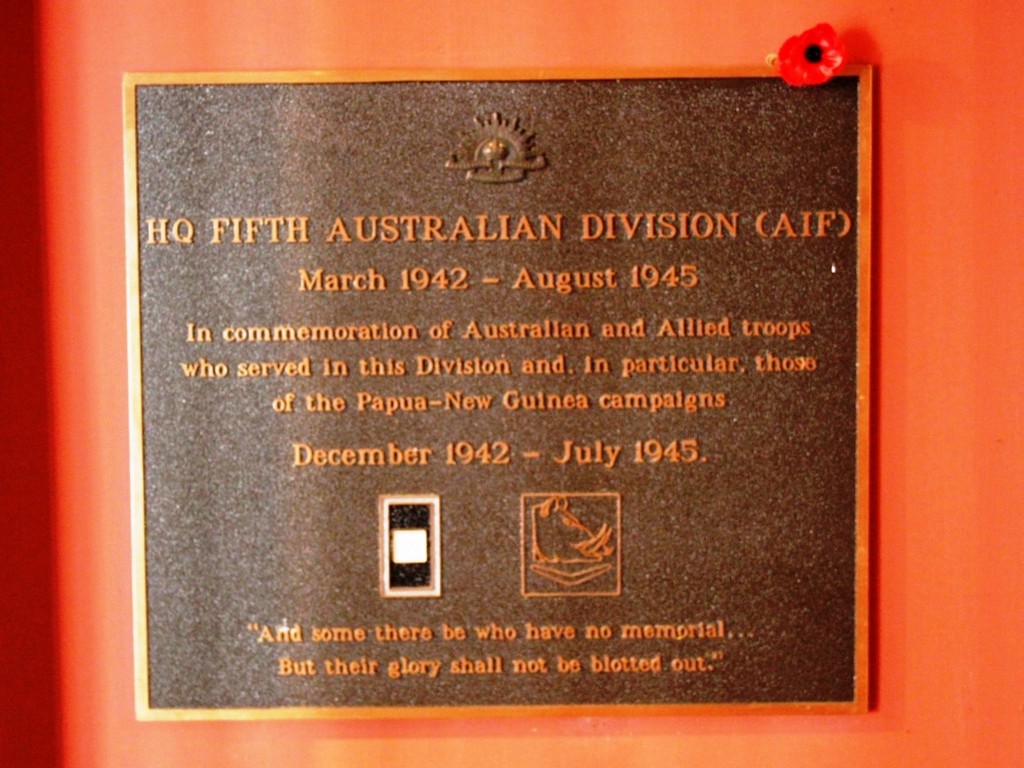 HQ FIFTH AUSTRALIAN DIVISION (AIF)
March 1942 - August 1945
In commemoration of Australian and Allied troops
who served in this Division and, in particular, those
of the Papua-New Guinea campaigns
December 1942 - July 1945.
"And some there be who have no memorial...
But their glory shall not be blotted out."